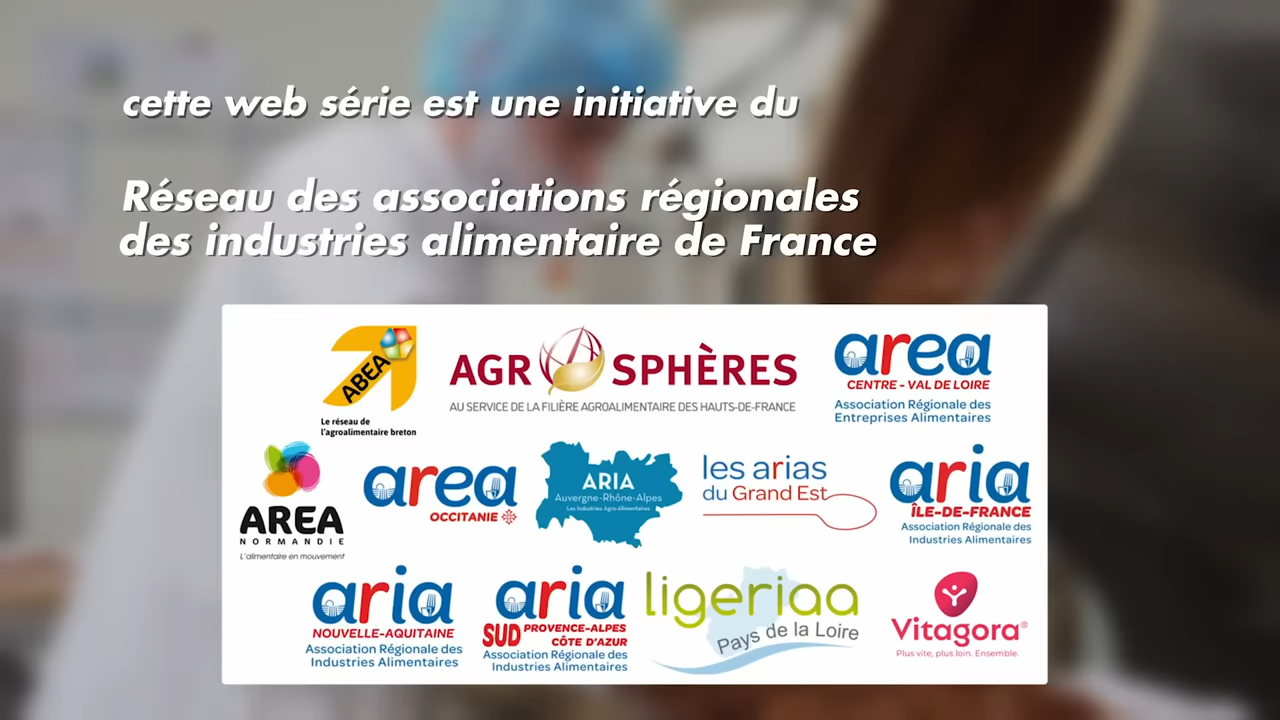 cette web série est une initiative du
Réseau des associations régionales
des industries alimentaire de France
ABEA
Le réseau de
l'agroalimentaire breton
AGR SPHÈRES
AU SERVICE DE LA FILIÈRE AGROALIMENTAIRE DES HAUTS-DE-FRANCE
area
CENTRE - VAL DE LOIRE
Association Régionale des
Entreprises Alimentaires
AREA
NORMANDIE
L'alimentaire en mouvement
area
OCCITANIE
ARIA
Auvergne-Rhône-Alpes
Les Industries Agro-Alimentaires
les arias
du Grand Est
aria
ÎLE-DE-FRANCE
Association Régionale des
Industries Alimentaires
aria
NOUVELLE-AQUITAINE
Association Régionale des
Industries Alimentaires
aria
SUD PROVENCE-ALPES
CÔTE D'AZUR
Association Régionale des
Industries Alimentaires
ligeriaa
Pays de la Loire
Vitagora®
Plus vite, plus loin. Ensemble.